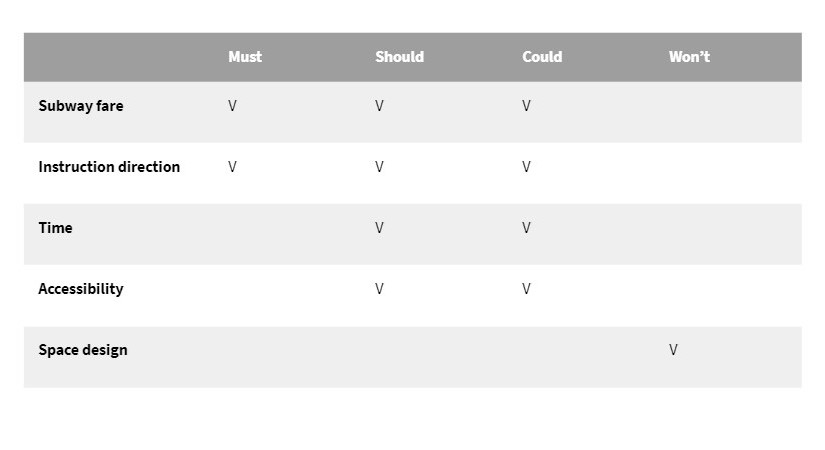 Must Should Could Won’t
Subway fare V V V
Instruction direction V V V
Time V V
Accessibility V V
Space design V